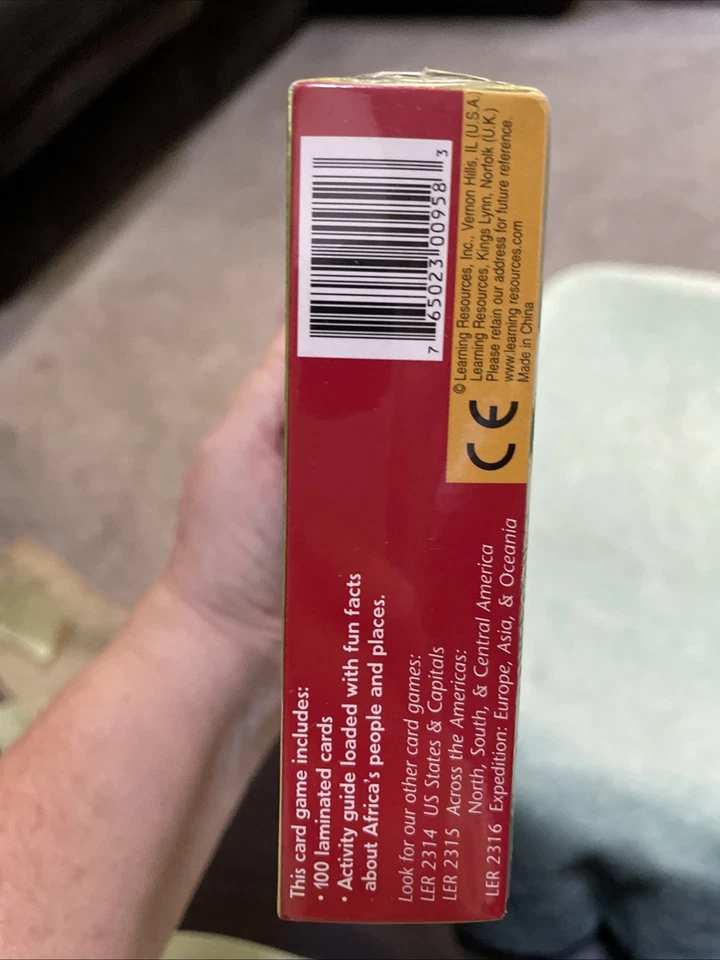 This card game includes:
• 100 laminated cards
• Activity guide loaded with fun facts
about Africa's people and places.
Look for our other card games:
LER 2314 US States & Capitals
LER 2315 Across the Americas:
North, South, & Central America
LER 2316 Expedition: Europe, Asia, & Oceania
7 65023 00958 3
CE
© Learning Resources, Inc., Vernon Hills, IL (U.S.A.)
Learning Resources, Kings Lynn, Norfolk (U.K.)
Please retain our address for future reference.
www.learning resources.com
Made in China